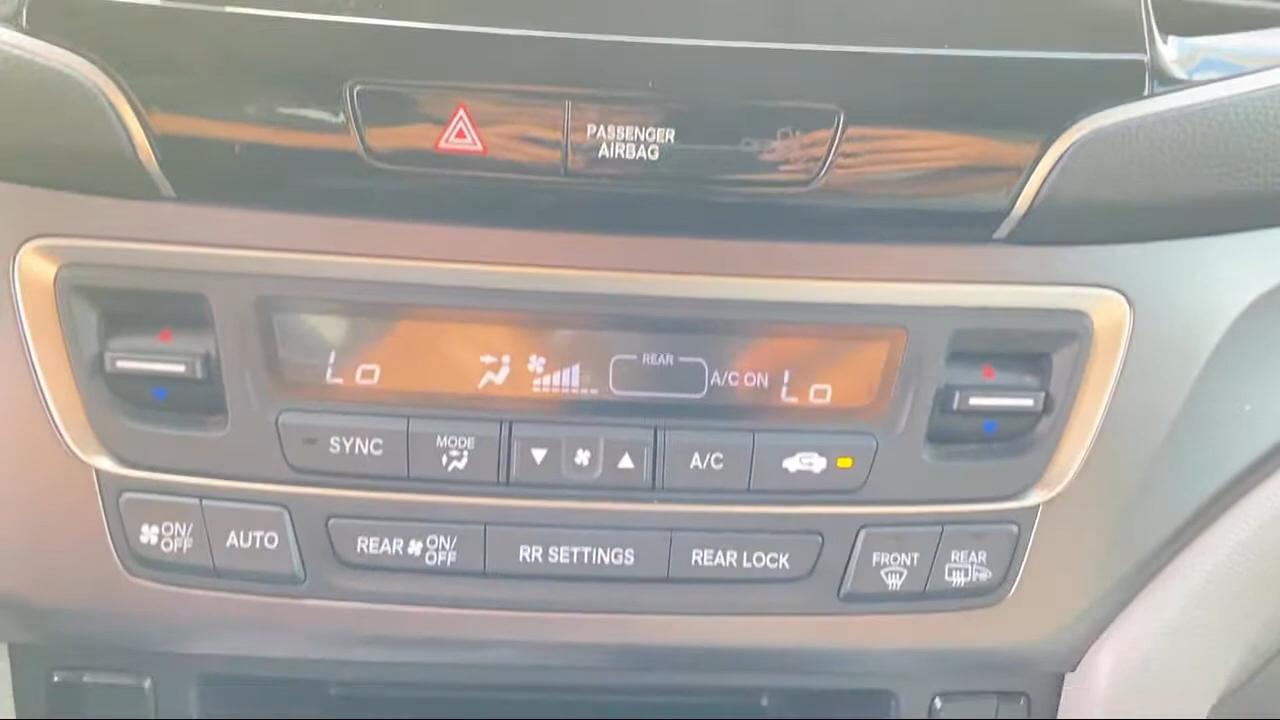 PASSENGER
AIRBAG
Lo
REAR
A/C ON
Lo
SYNC
MODE
A/C
ON/
OFF
AUTO
REAR
ON/
OFF
RR SETTINGS
REAR LOCK
FRONT
REAR